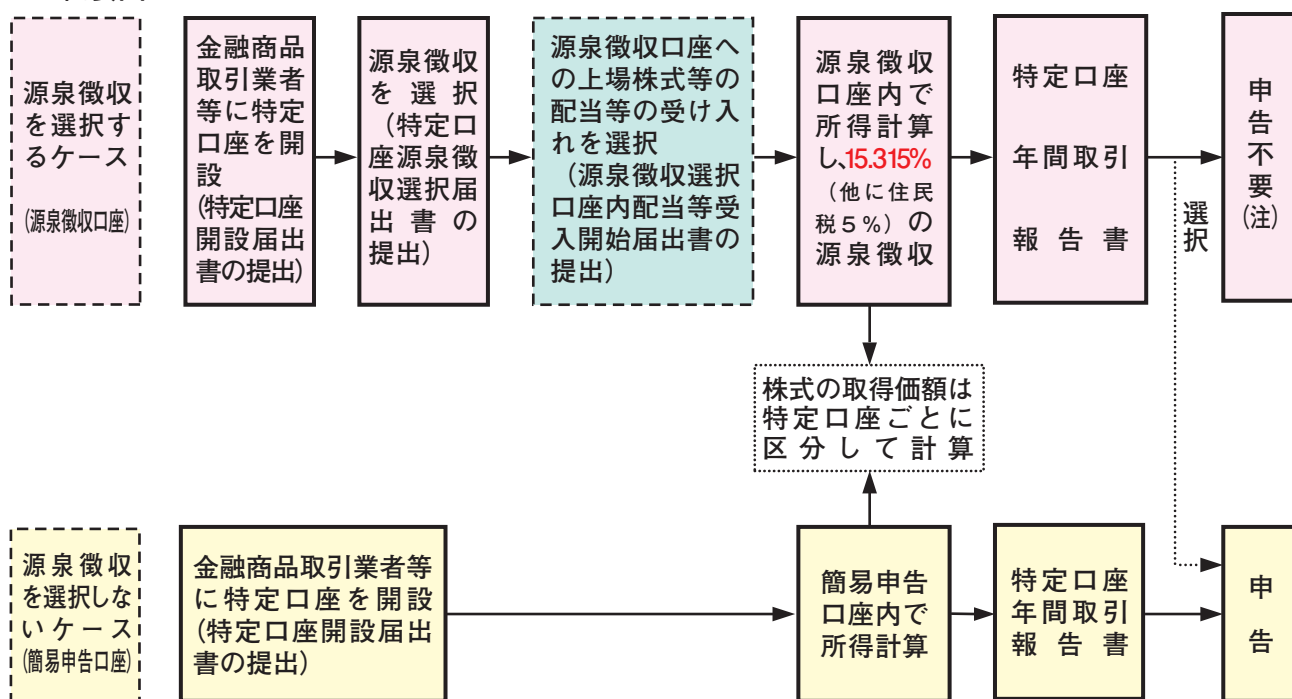 源泉徴収
を選択す
るケース
(源泉徴収口座)
金融商品
取引業者
等に特定
口座を開
設
(特定口座
開設届出
書の提出)
源泉徴収
を選択
(特定口
座源泉徴
収選択届
出書の
提出)
源泉徴収口座へ
の上場株式等の
配当等の受け入
れを選択
(源泉徴収選択
口座内配当等受
入開始届出書の
提出)
源泉徴収
口座内で
所得計算
し、15.315%
(他に住民
税5%)の
源泉徴収
特定口座
年間取引
報告書
選択
申告不要(注)
株式の取得価額は
特定口座ごとに
区分して計算
源泉徴収
を選択しな
いケース
(簡易申告口座)
金融商品取引業者等
に特定口座を開設
(特定口座開設届出
書の提出)
簡易申告
口座内で
所得計算
特定口座
年間取引
報告書
申告